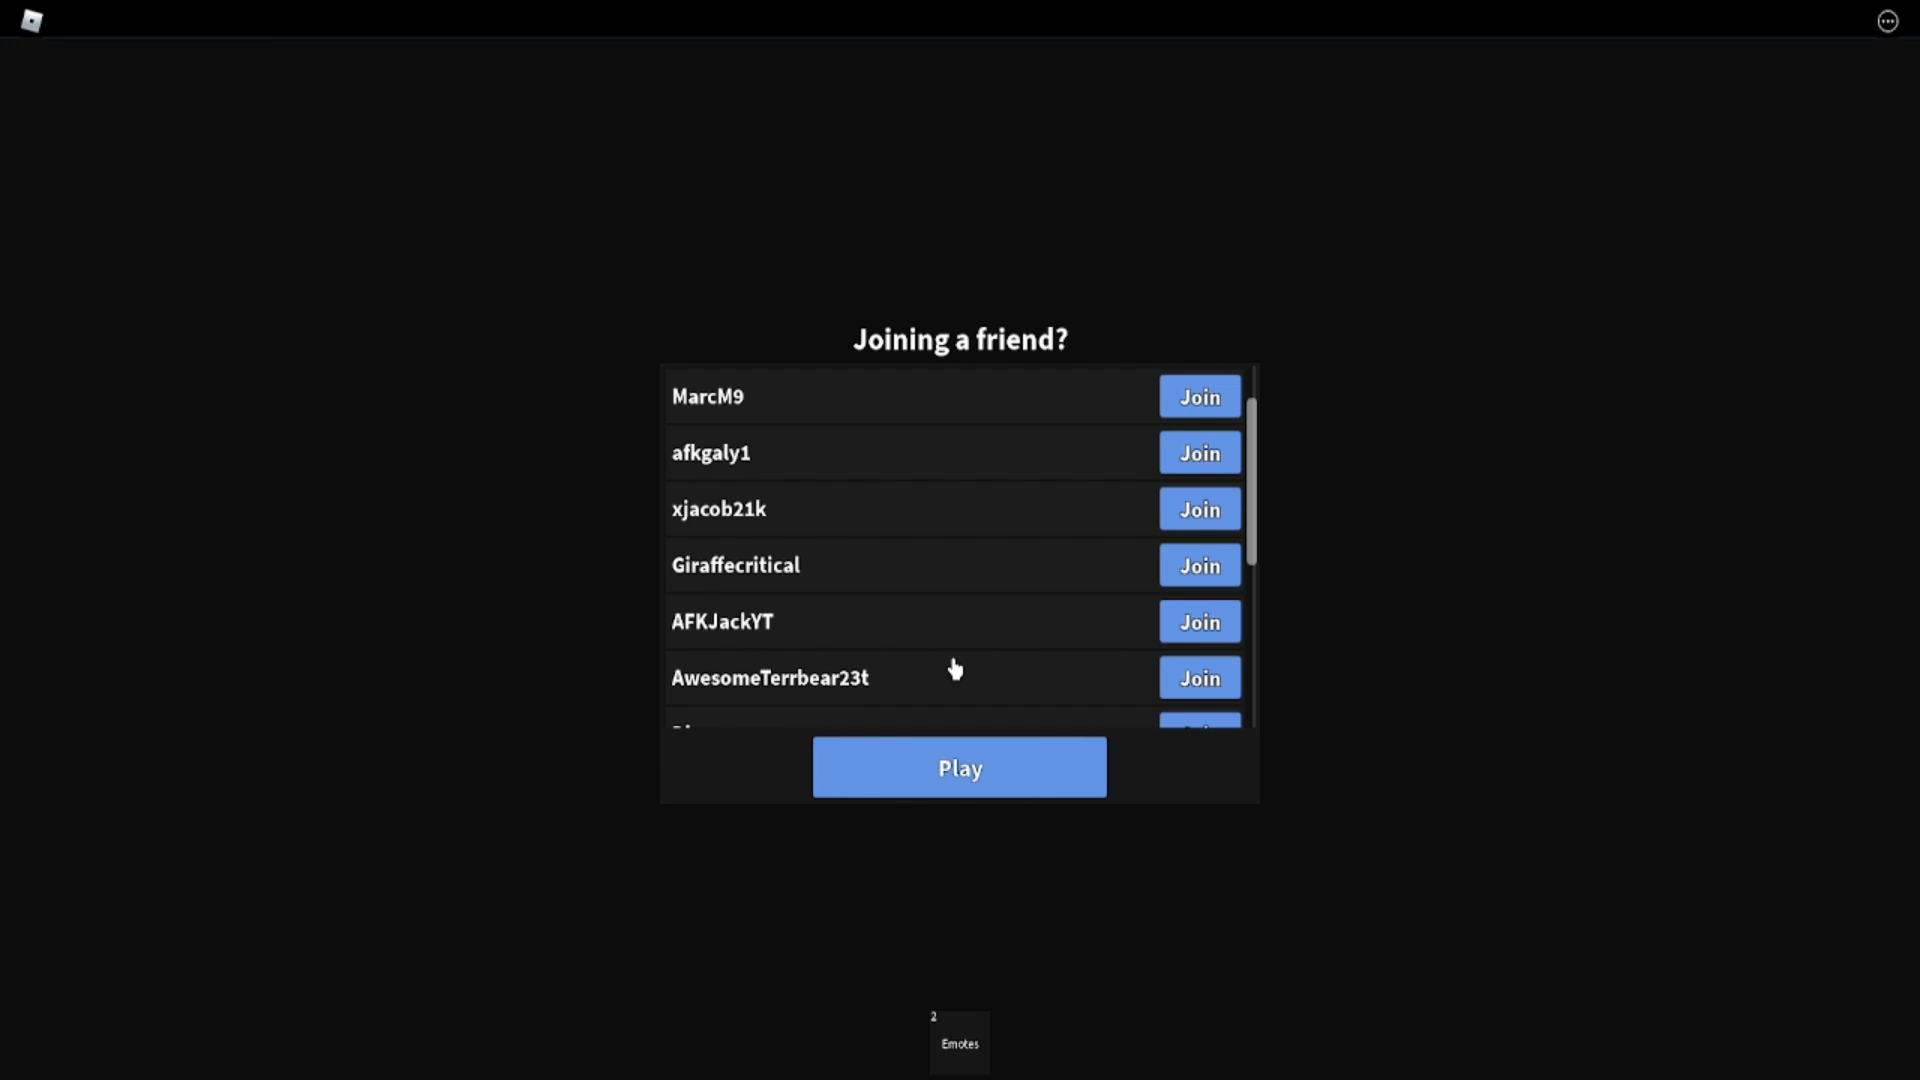 Joining a friend?
MarcM9 Join
afkgaly1 Join
xjacob21k Join
Giraffecritical Join
AFKJackYT Join
AwesomeTerrbear23t Join
Play
2
Emotes